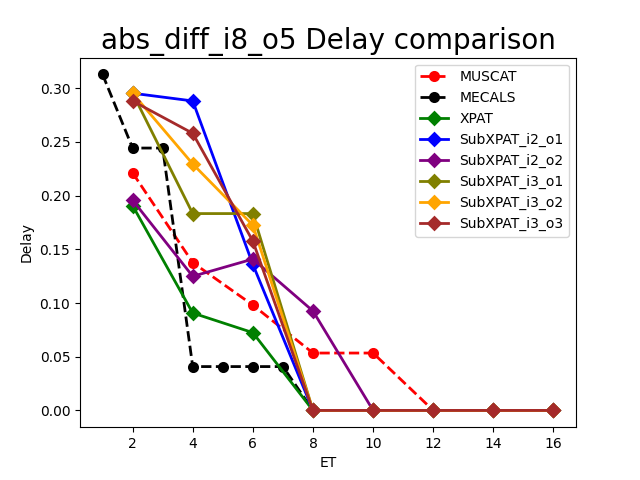 abs_diff_i8_o5 Delay comparison
MUSCAT
MECALS
XPAT
SubXPAT_i2_o1
SubXPAT_i2_o2
SubXPAT_i3_o1
SubXPAT_i3_o2
SubXPAT_i3_o3
Delay
0.30
0.25
0.20
0.15
0.10
0.05
0.00
2 4 6 8 10 12 14 16
ET